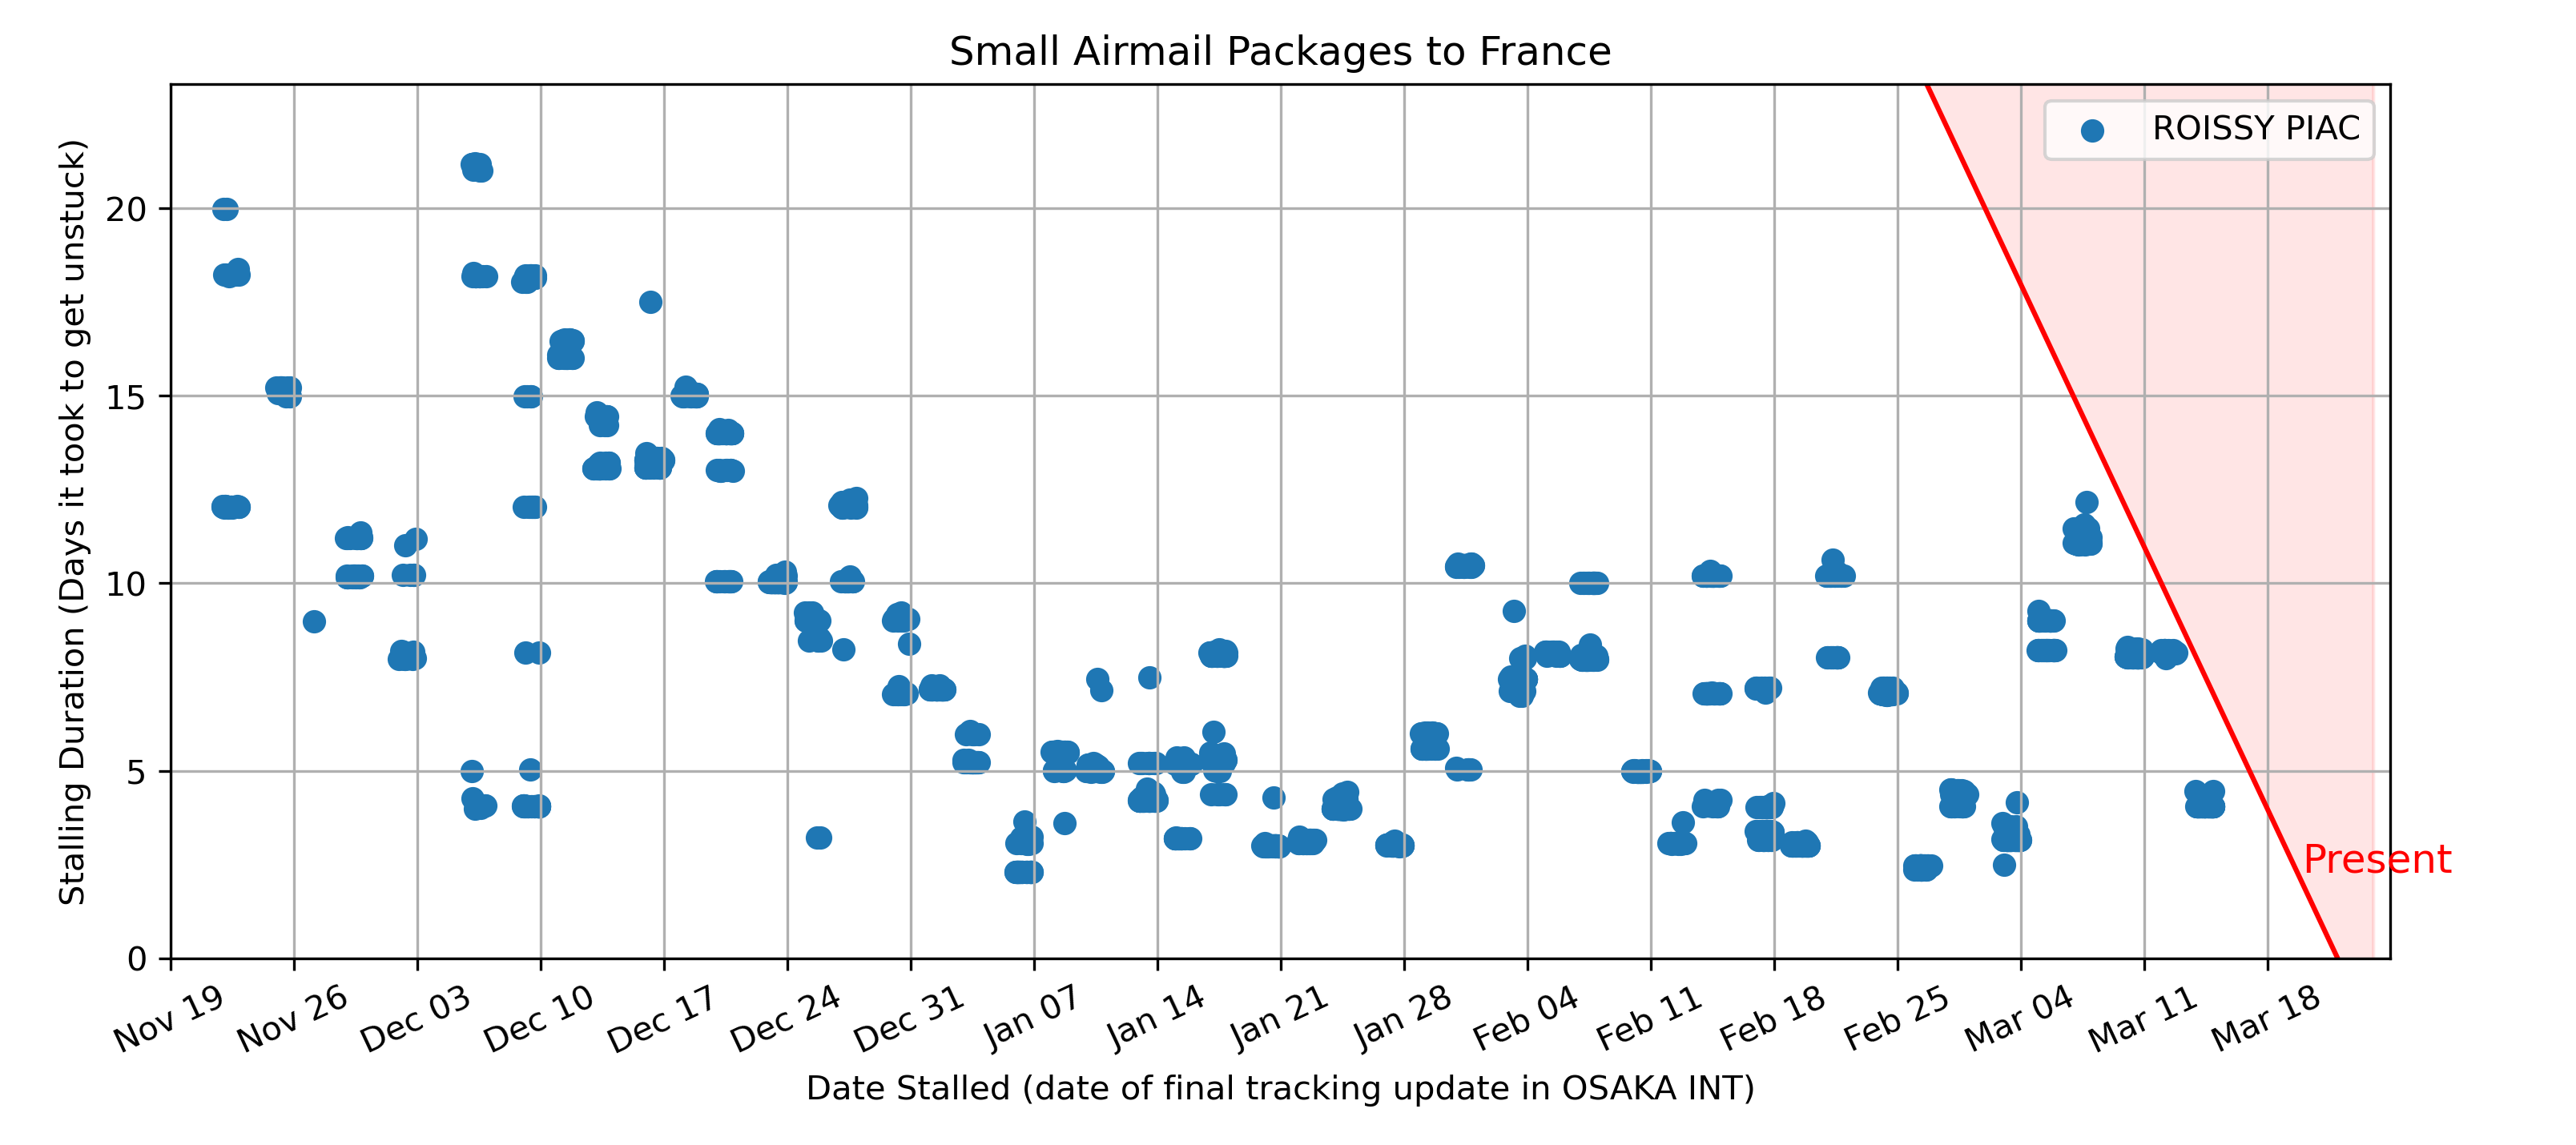 Small Airmail Packages to France
ROISSY PIAC
Stalling Duration (Days it took to get unstuck)
20
15
10
5
0
Present
Nov 19
Nov 26
Dec 03
Dec 10
Dec 17
Dec 24
Dec 31
Jan 07
Jan 14
Jan 21
Jan 28
Feb 04
Feb 11
Feb 18
Feb 25
Mar 04
Mar 11
Mar 18
Date Stalled (date of final tracking update in OSAKA INT)